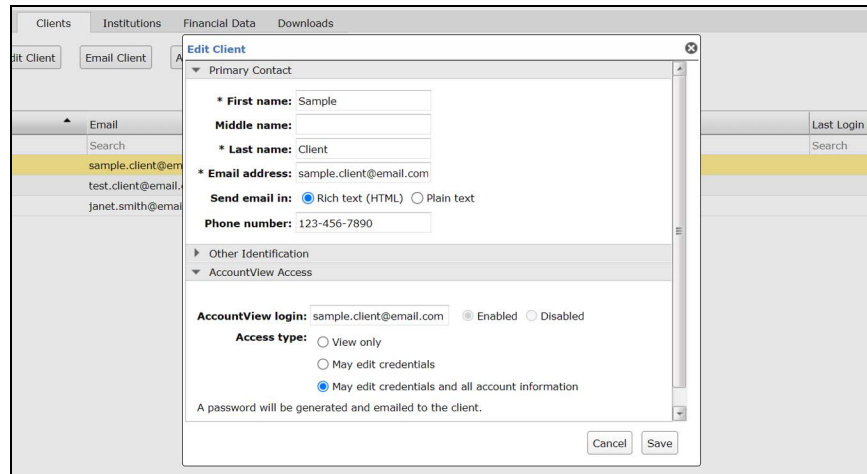 Clients Institutions Financial Data Downloads
dit Client Email Client A
Edit Client
Primary Contact
* First name: Sample
Middle name:
* Last name: Client
* Email address: sample.client@email.com
Send email in: Rich text (HTML) Plain text
Phone number: 123-456-7890
Other Identification
AccountView Access
AccountView login: sample.client@email.com Enabled Disabled
Access type: View only
May edit credentials
May edit credentials and all account information
A password will be generated and emailed to the client.
Cancel Save
Email Last Login
Search Search
sample.client@em
test.client@email.
janet.smith@emai